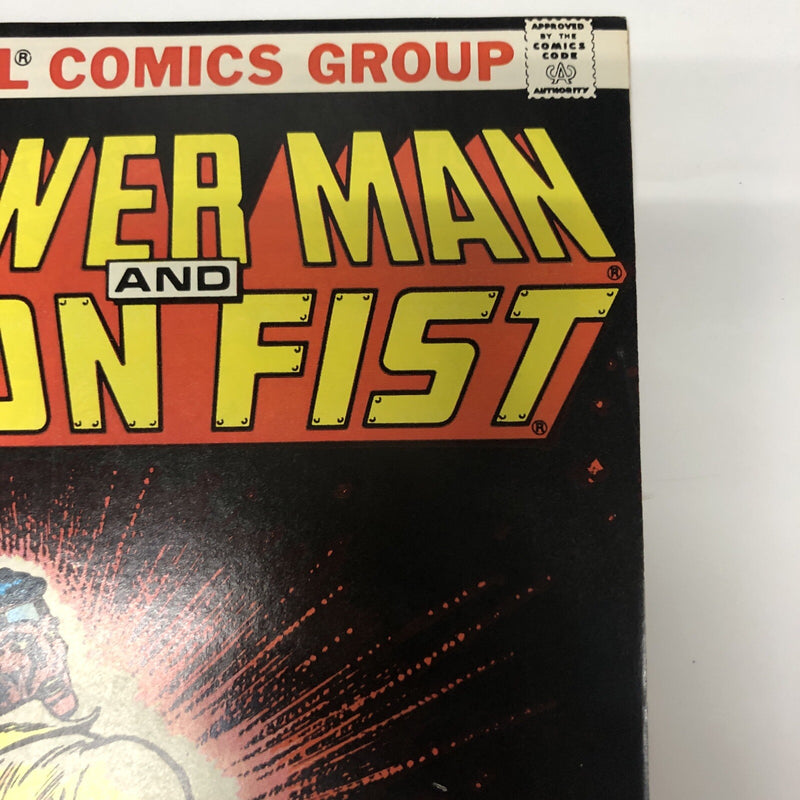 L® COMICS GROUP
APPROVED
BY THE
COMICS
CODE
CA
AUTHORITY
WER MAN®
AND
ON FIST®